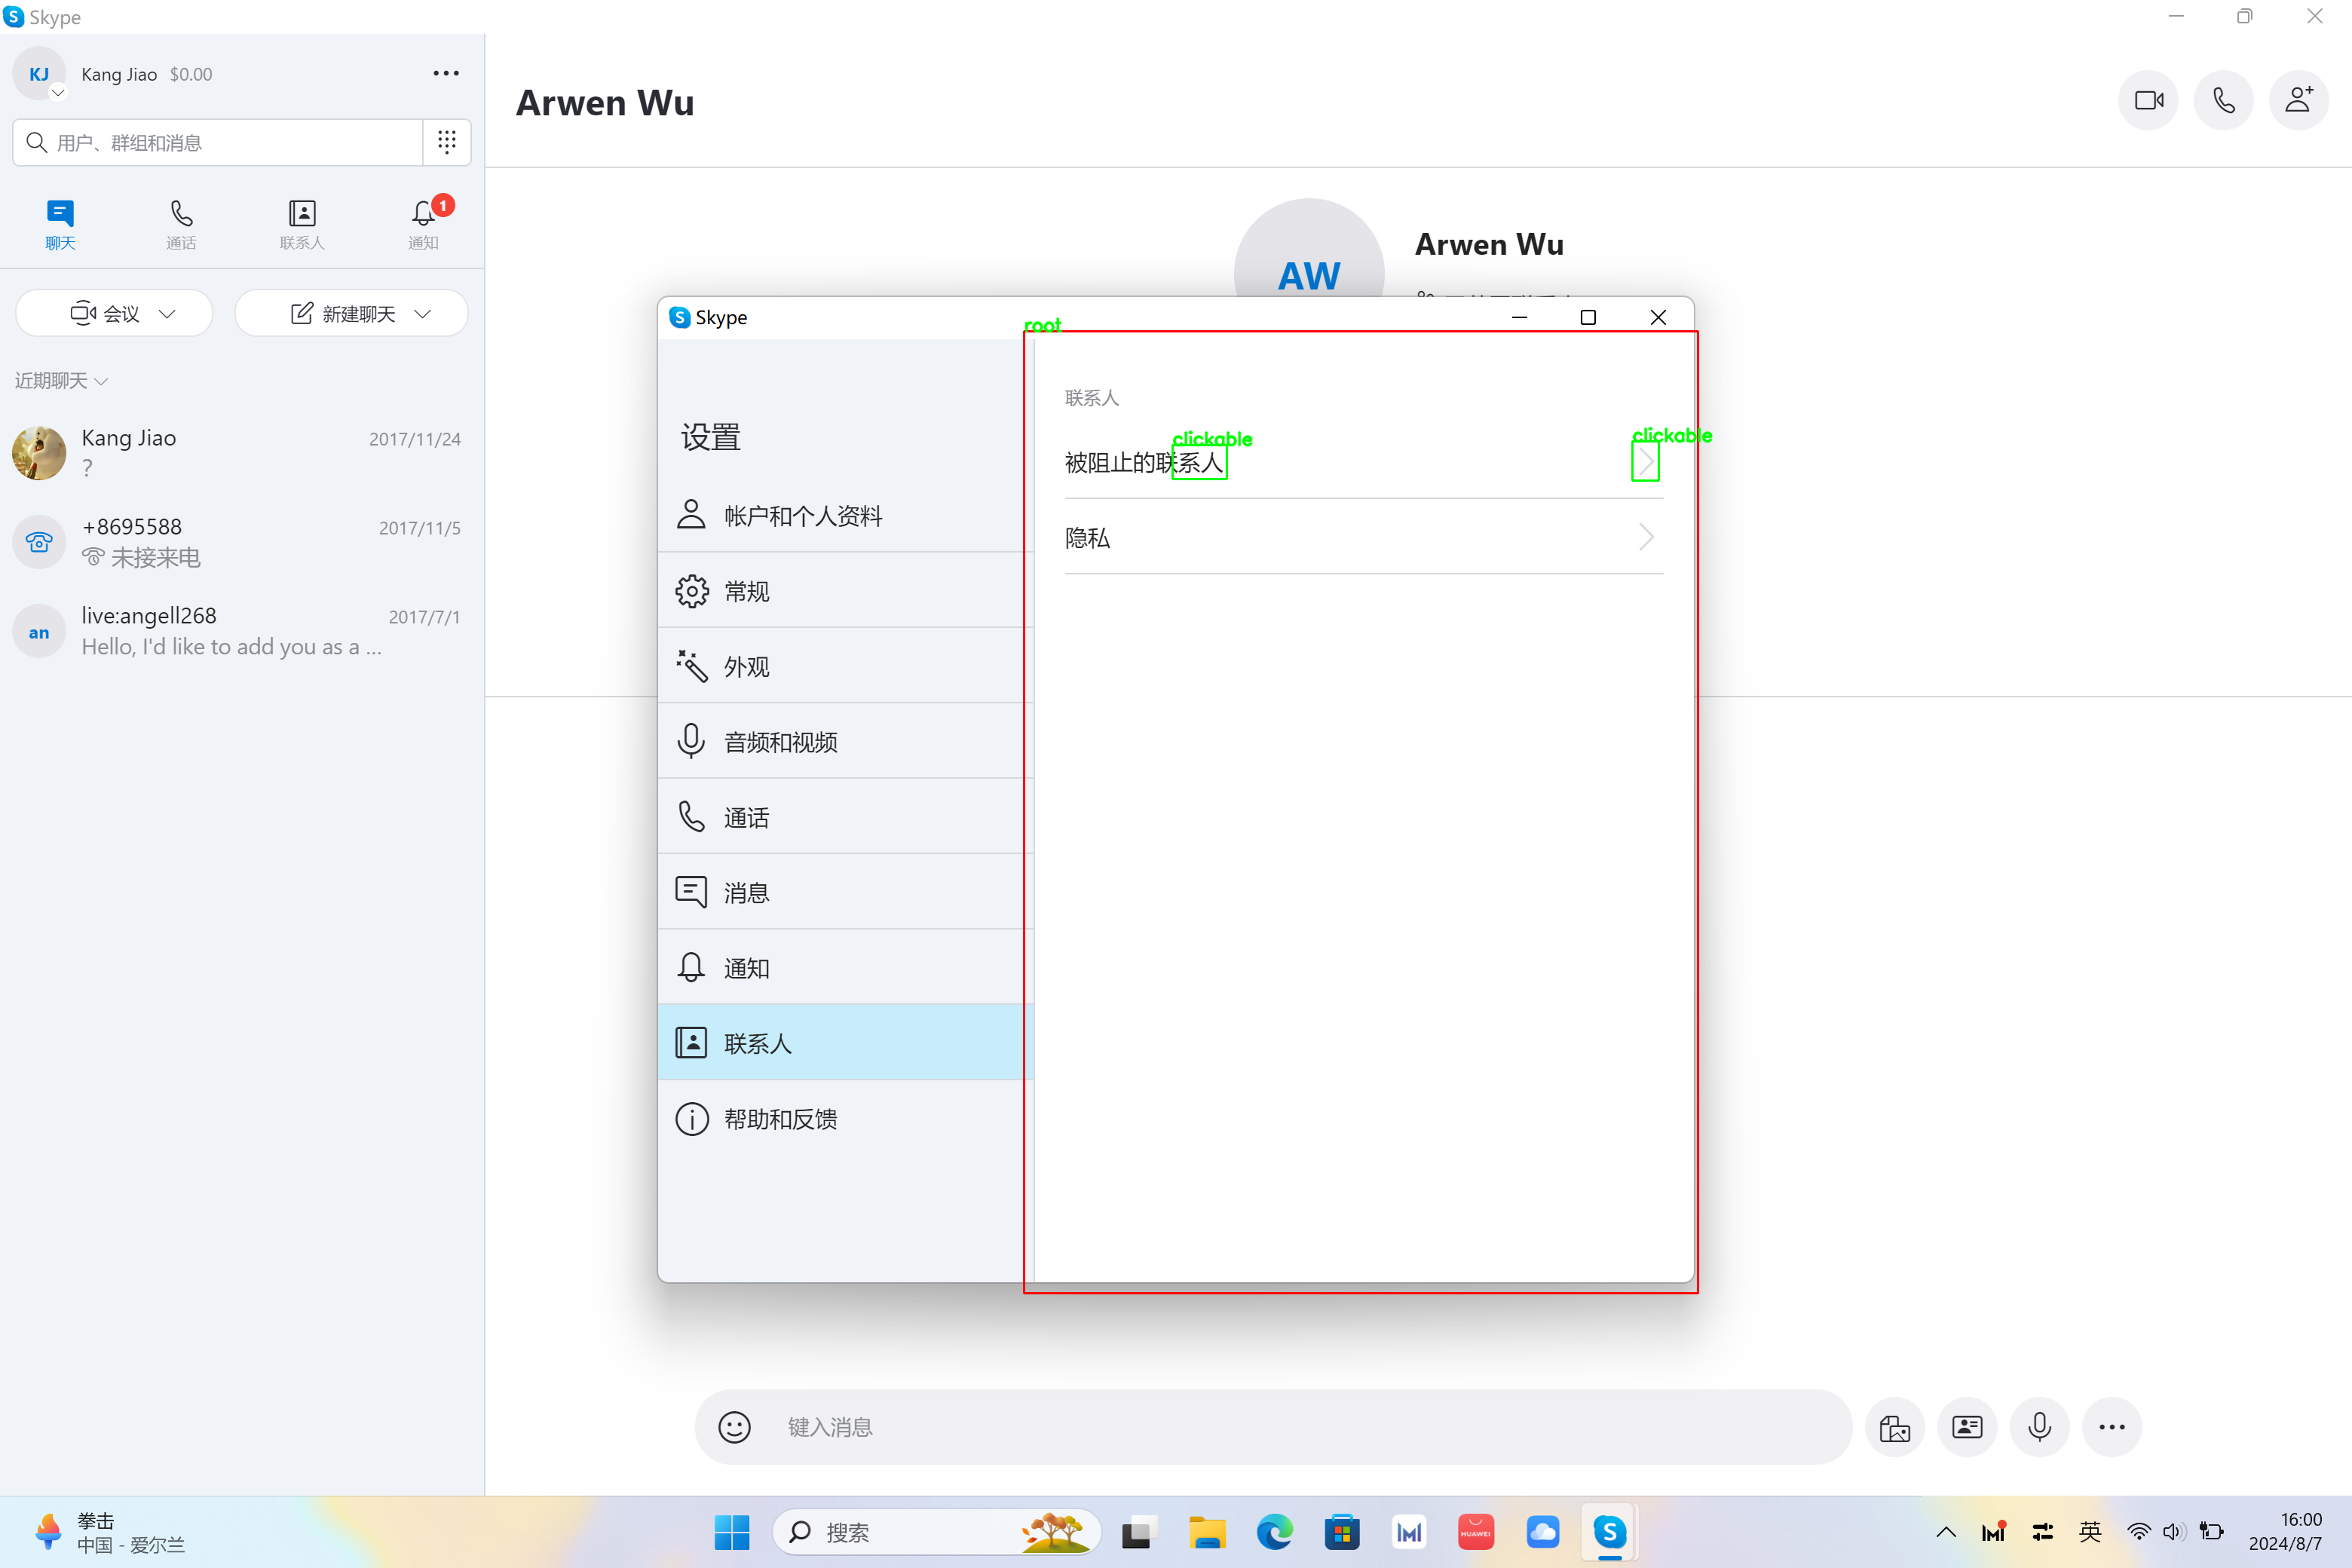 Skype
KJ
Kang Jiao $0.00
用户、群组和消息
聊天
通话
联系人
通知
1
会议
新建聊天
近期聊天
Kang Jiao
2017/11/24
?
+8695588
2017/11/5
未接来电
an
live:angell268
2017/7/1
Hello, I'd like to add you as a ...
Arwen Wu
AW
Arwen Wu
Skype
root
设置
帐户和个人资料
常规
外观
音频和视频
通话
消息
通知
联系人
帮助和反馈
联系人
clickable
clickable
被阻止的联系人
隐私
键入消息
拳击
中国 - 爱尔兰
搜索
HUAWEI
英
16:00
2024/8/7